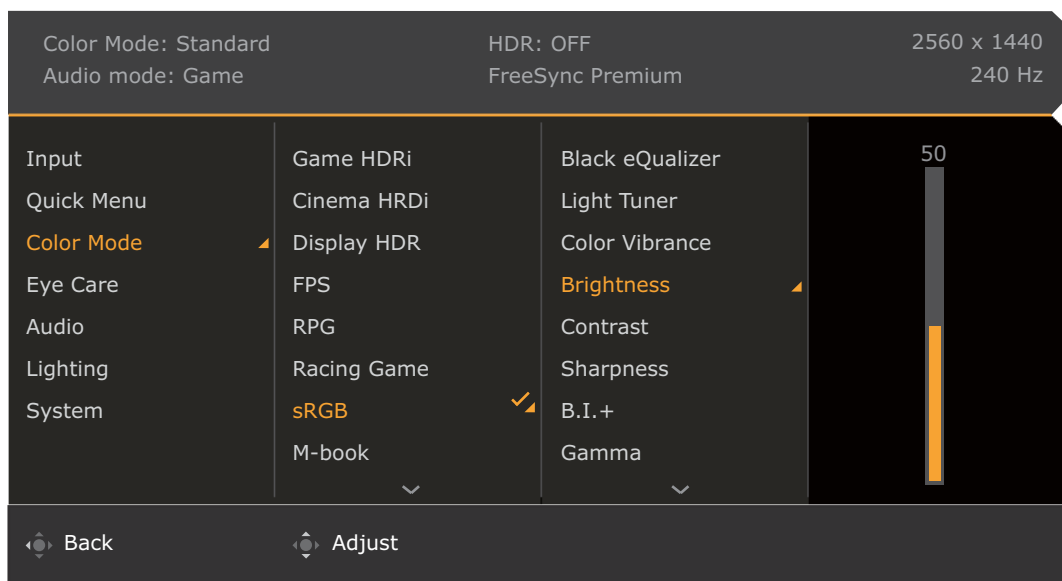 Color Mode: Standard
Audio mode: Game
HDR: OFF
FreeSync Premium
2560 x 1440
240 Hz
Input
Quick Menu
Color Mode
Eye Care
Audio
Lighting
System
Game HDRi
Cinema HRDi
Display HDR
FPS
RPG
Racing Game
sRGB
M-book
Black eQualizer
Light Tuner
Color Vibrance
Brightness
Contrast
Sharpness
B.I.+
Gamma
50
Back
Adjust